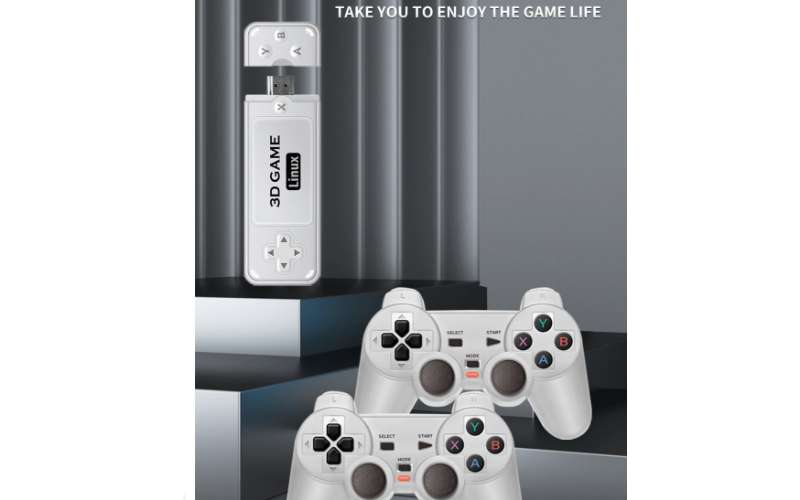 TAKE YOU TO ENJOY THE GAME LIFE
B
Y
A
X
3D GAME
Linux
L
R
SELECT
START
MODE
Y
X
B
A
L
R
SELECT
START
MODE
Y
X
B
A